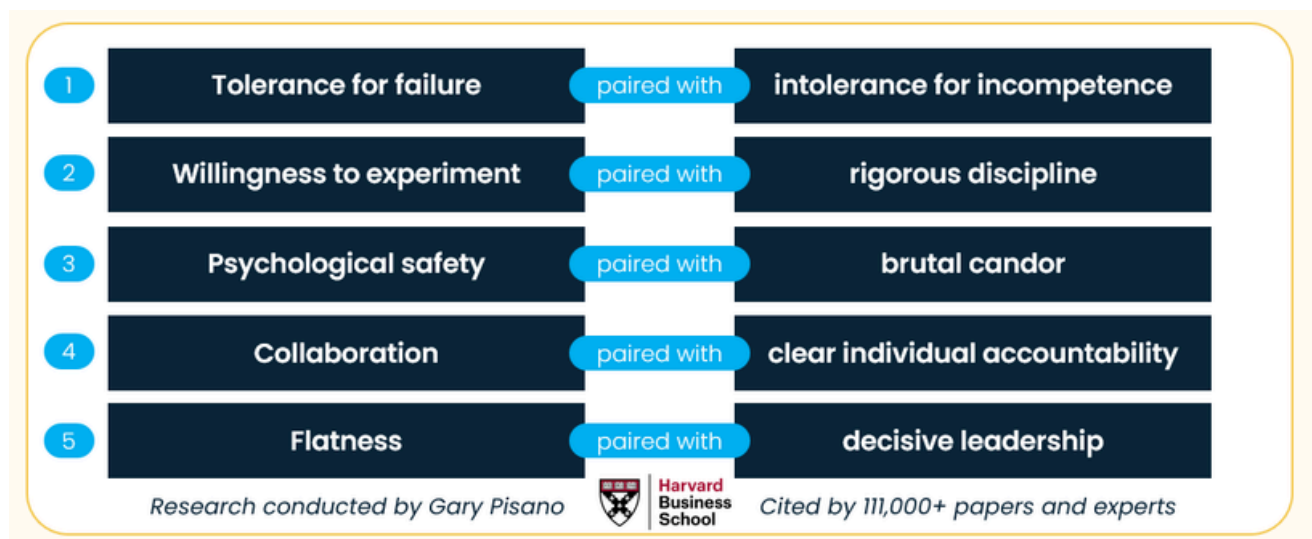 1 Tolerance for failure paired with intolerance for incompetence
2 Willingness to experiment paired with rigorous discipline
3 Psychological safety paired with brutal candor
4 Collaboration paired with clear individual accountability
5 Flatness paired with decisive leadership
Research conducted by Gary Pisano
Harvard
Business
School
Cited by 111,000+ papers and experts